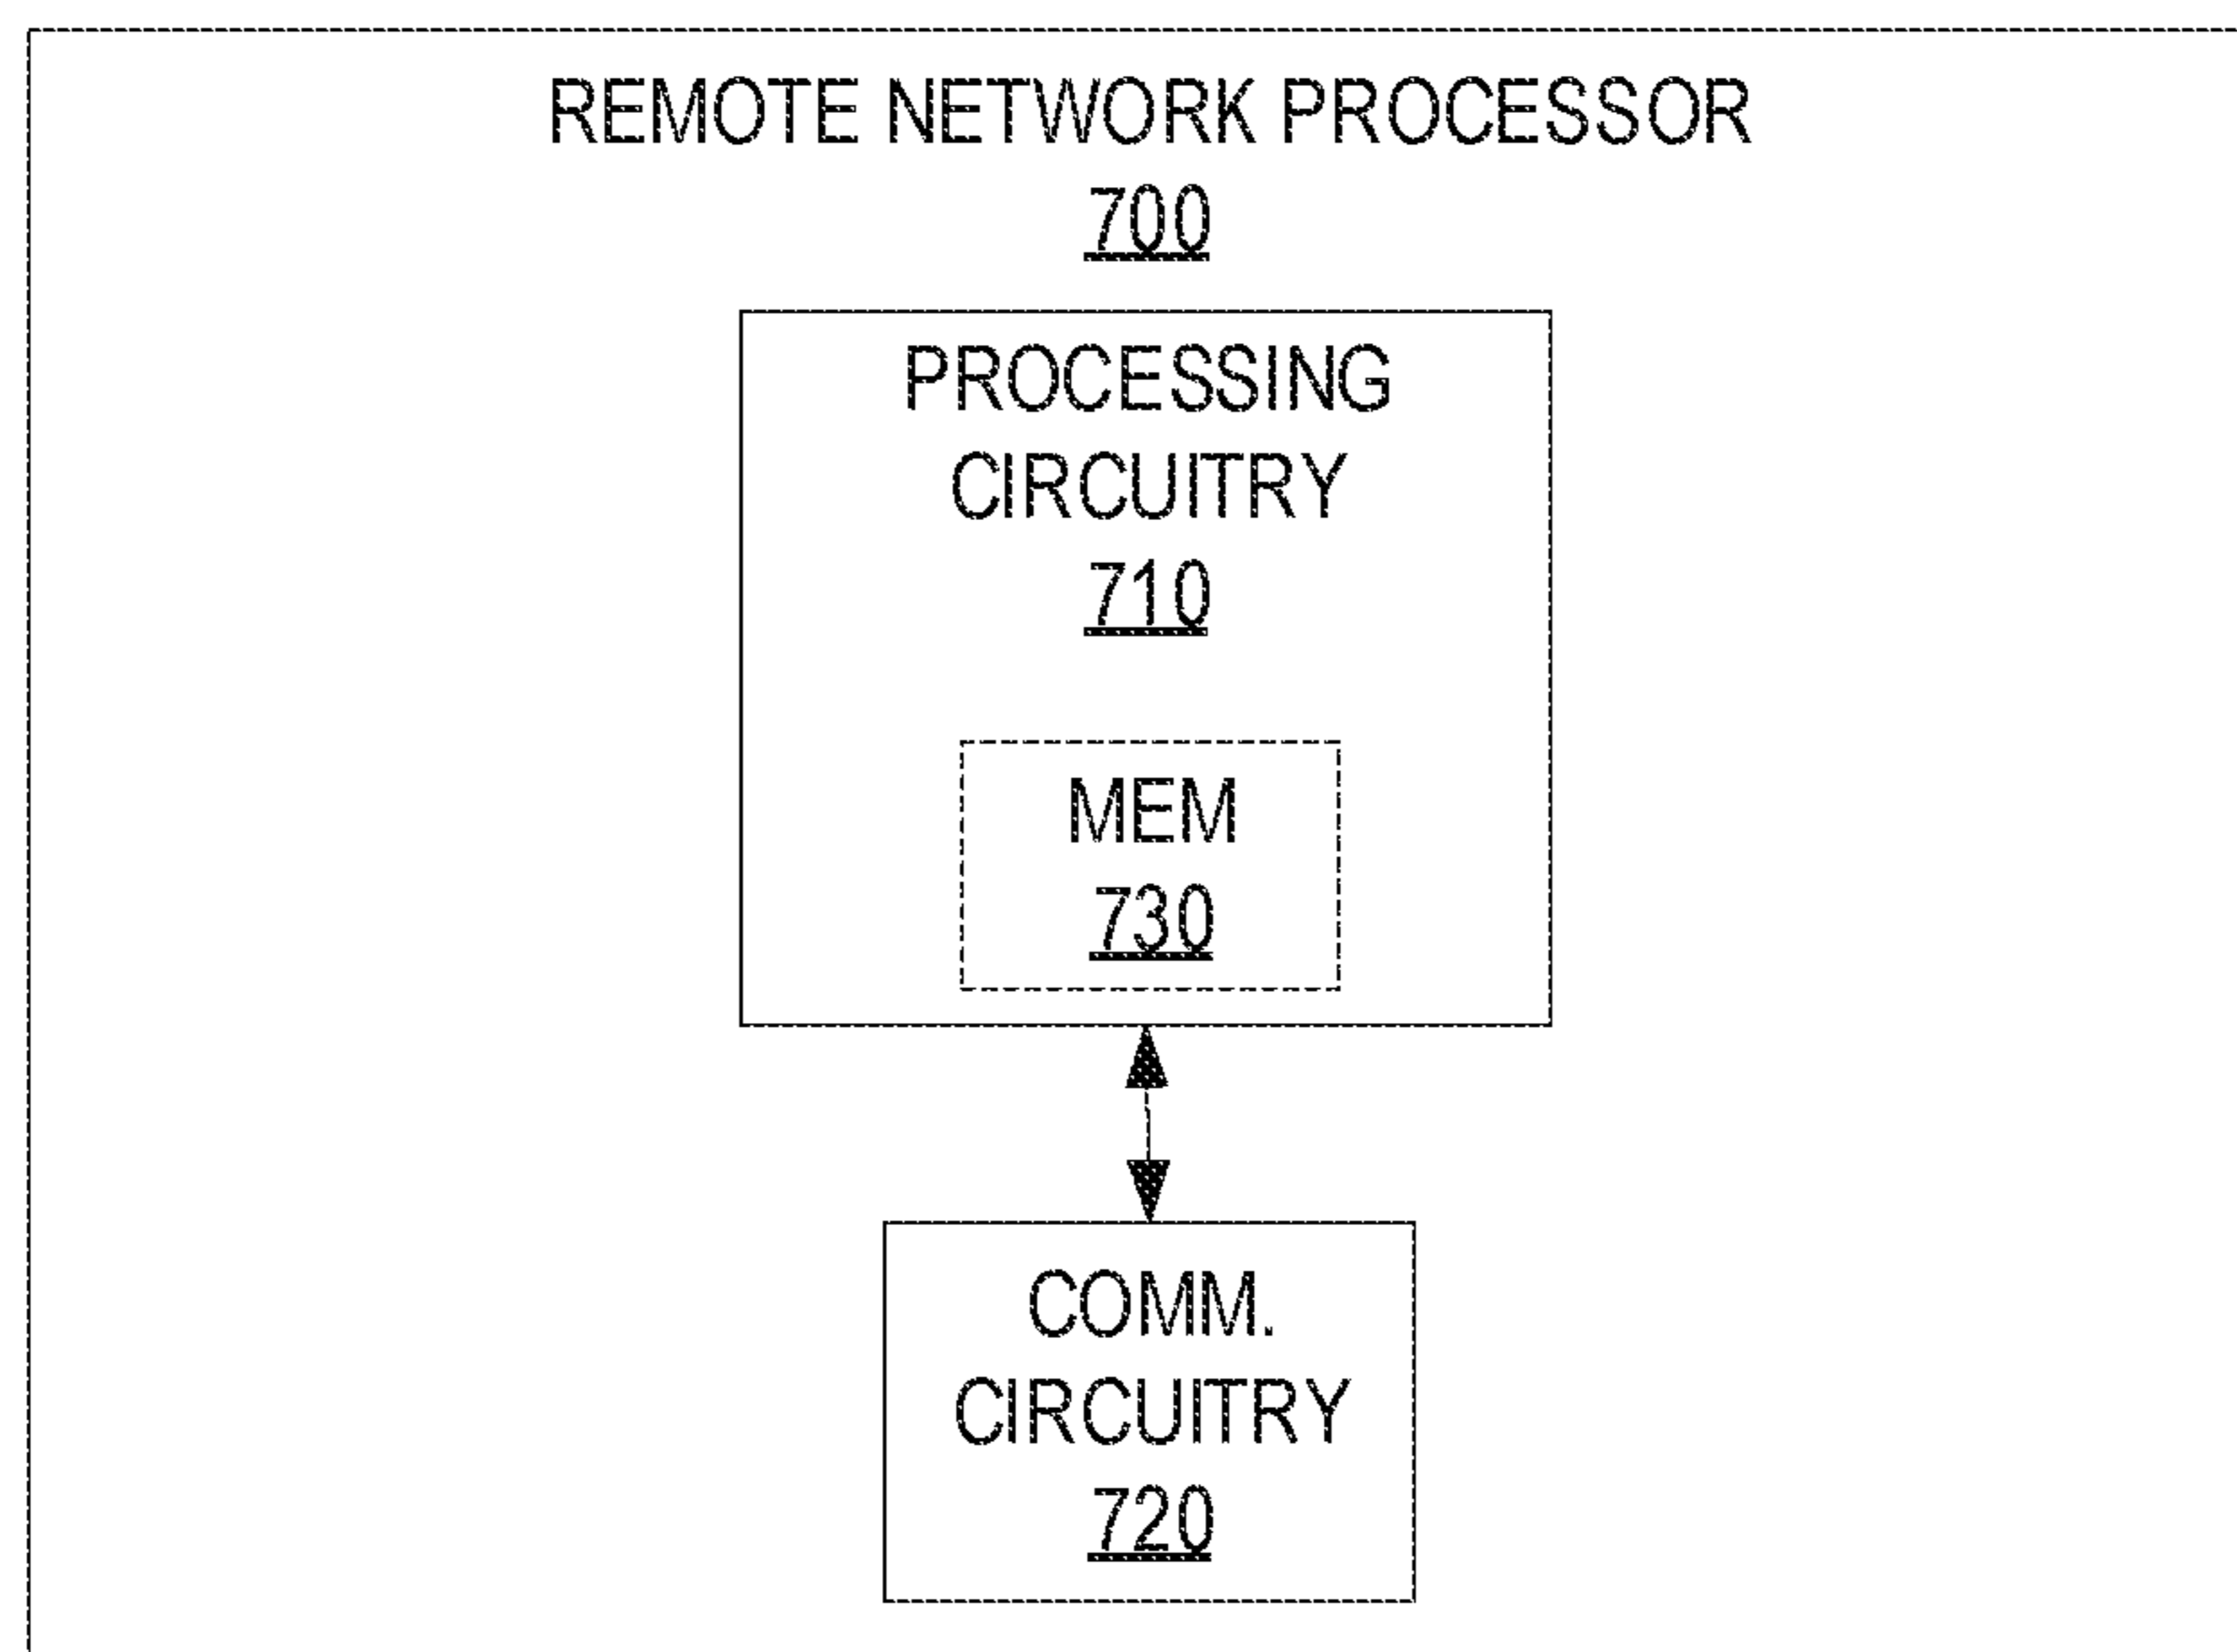 REMOTE NETWORK PROCESSOR
700
PROCESSING
CIRCUITRY
710
MEM
730
COMM.
CIRCUITRY
720